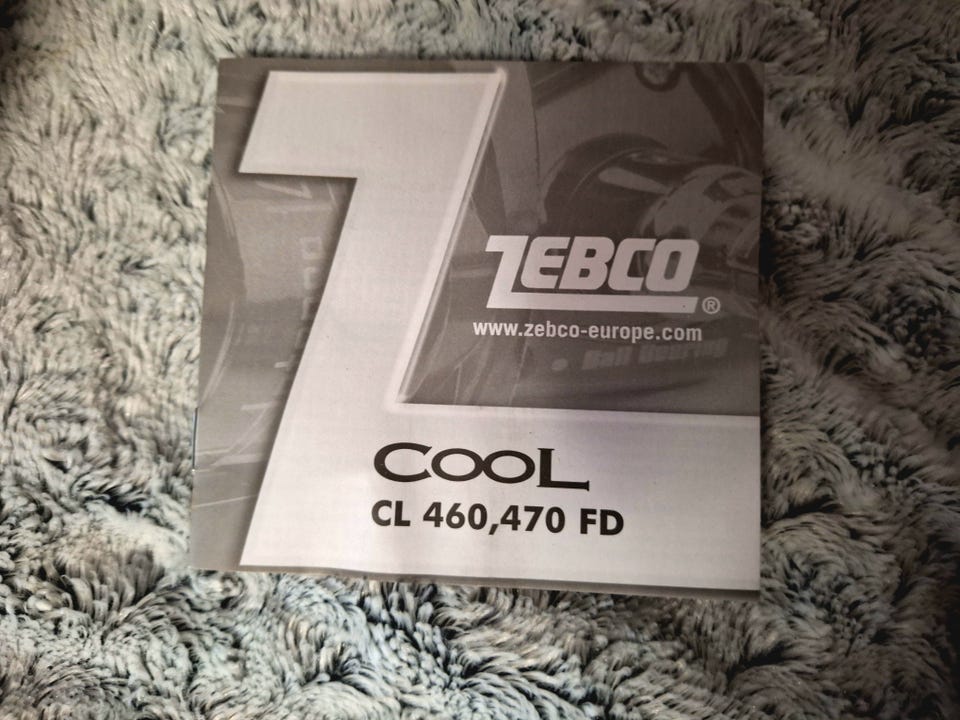 ZEBCO®
www.zebco-europe.com
Ball Bearing
COOL
CL 460,470 FD